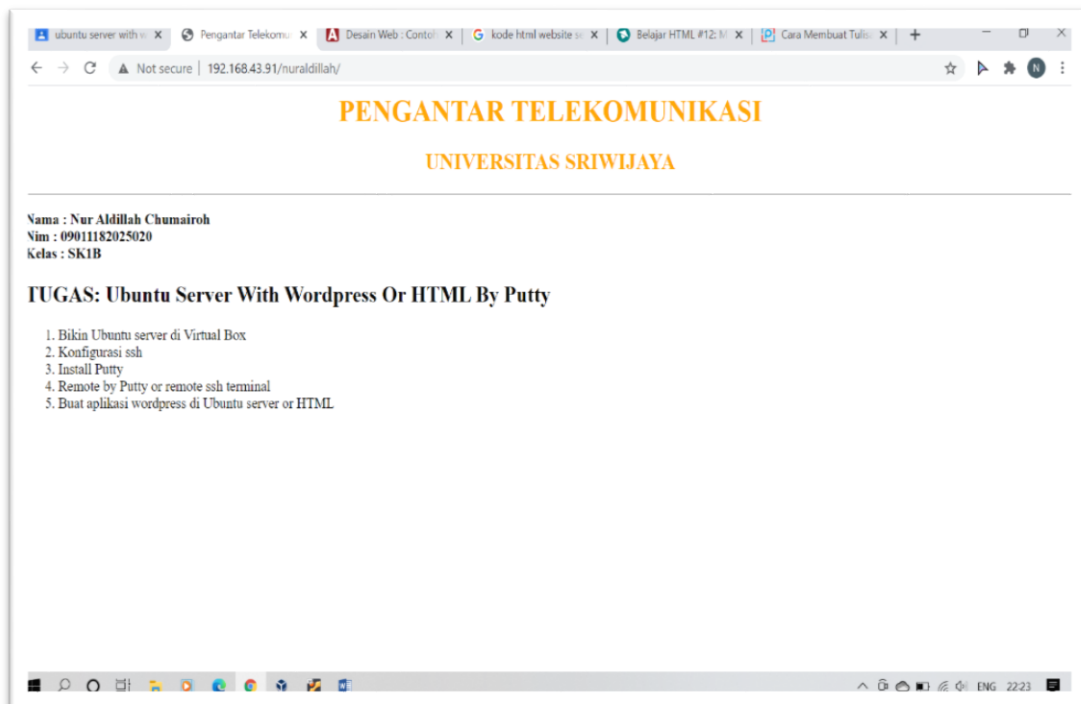 ubuntu server with w
Pengantar Telekomu
Desain Web : Contoh
kode html website se
Belajar HTML #12: M
Cara Membuat Tulis
Not secure | 192.168.43.91/nuraldillah/
N
PENGANTAR TELEKOMUNIKASI
UNIVERSITAS SRIWIJAYA
Nama : Nur Aldillah Chumairoh
Nim : 09011182025020
Kelas : SK1B
TUGAS: Ubuntu Server With Wordpress Or HTML By Putty
1. Bikin Ubuntu server di Virtual Box
2. Konfigurasi ssh
3. Install Putty
4. Remote by Putty or remote ssh terminal
5. Buat aplikasi wordpress di Ubuntu server or HTML
ENG 22:23